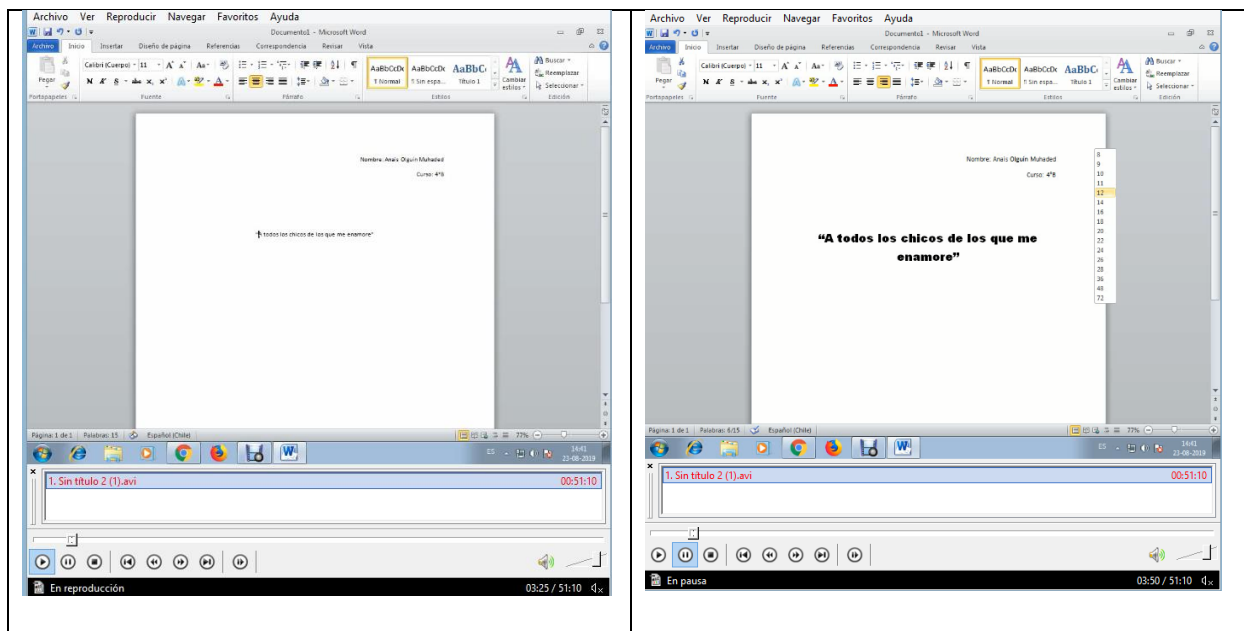 Archivo Ver Reproducir Navegar Favoritos Ayuda
Documento1 - Microsoft Word
Archivo Inicio Insertar Diseño de página Referencias Correspondencia Revisar Vista
Calibri (Cuerpo) 11
AaBbCcDc AaBbCcDc AaBbC
Pegar
¶ Normal ¶ Sin espa... Título 1
Cambiar estilos
Buscar
Reemplazar
Seleccionar
Portapapeles Fuente Párrafo Estilos Edición
Nombre: Anais Olguin Muhaded
Curso: 4°B
"A todos los chicos de los que me enamore"
Página: 1 de 1 Palabras: 15 Español (Chile) 77%
ES 14:41
23-08-2019
1. Sin título 2 (1).avi 00:51:10
En reproducción 03:25 / 51:10
Archivo Ver Reproducir Navegar Favoritos Ayuda
Documento1 - Microsoft Word
Archivo Inicio Insertar Diseño de página Referencias Correspondencia Revisar Vista
Calibri (Cuerpo) 11
AaBbCcDc AaBbCcDc AaBbC
Pegar
¶ Normal ¶ Sin espa... Título 1
Cambiar estilos
Buscar
Reemplazar
Seleccionar
Portapapeles Fuente Párrafo Estilos Edición
Nombre: Anais Olguin Muhaded
Curso: 4°B
“A todos los chicos de los que me
enamore”
8
9
10
11
12
14
16
18
20
22
24
26
28
36
48
72
Página: 1 de 1 Palabras: 6/15 Español (Chile) 77%
ES 14:41
23-08-2019
1. Sin título 2 (1).avi 00:51:10
En pausa 03:50 / 51:10